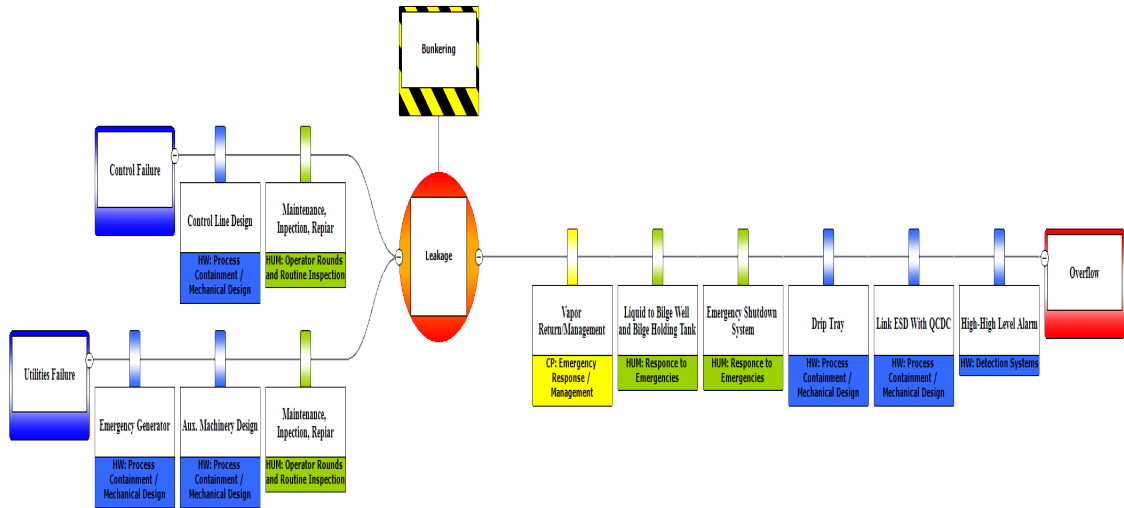 Bunkering
Control Failure
Control Line Design
HW: Process
Containment /
Mechanical Design
Maintenance,
Inpection, Repiar
HUM: Operator Rounds
and Routine Inspection
Leakage
Utilities Failure
Emergency Generator
HW: Process
Containment /
Mechanical Design
Aux. Machinery Design
HW: Process
Containment /
Mechanical Design
Maintenance,
Inpection, Repiar
HUM: Operator Rounds
and Routine Inspection
Vapor
Return/Management
CP: Emergency
Response /
Management
Liquid to Bilge Well
and Bilge Holding Tank
HUM: Responce to
Emergencies
Emergency Shutdown
System
HUM: Responce to
Emergencies
Drip Tray
HW: Process
Containment /
Mechanical Design
Link ESD With QCDC
HW: Process
Containment /
Mechanical Design
High-High Level Alarm
HW: Detection Systems
Overflow